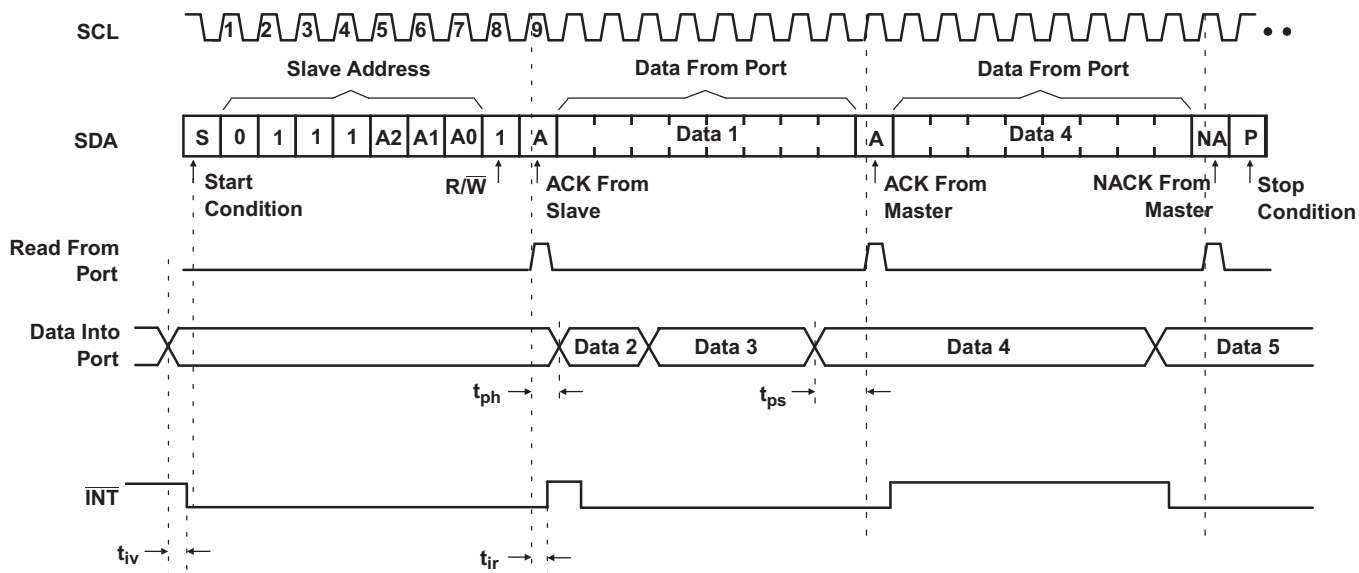 SCL
1 2 3 4 5 6 7 8 9
Slave Address Data From Port Data From Port
SDA S 0 1 1 1 A2 A1 A0 1 A Data 1 A Data 4 NA P
Start Condition
R/W
ACK From Slave
ACK From Master
NACK From Master
Stop Condition
Read From Port
Data Into Port
Data 2 Data 3 Data 4 Data 5
tph tps
INT
tiv tir